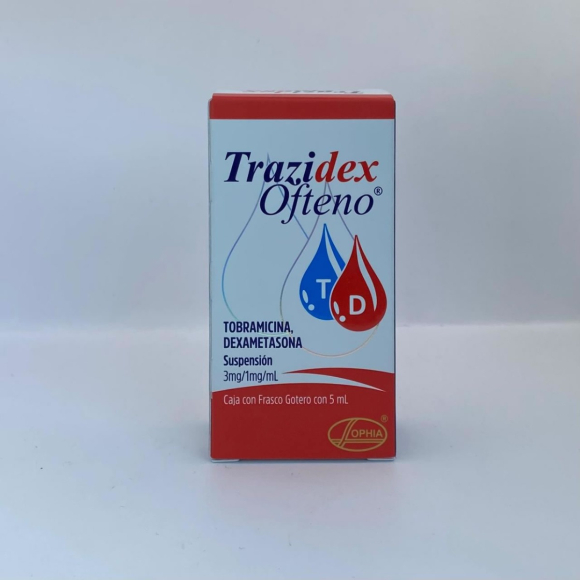 Trazidex
Ofteno®
T
D
TOBRAMICINA,
DEXAMETASONA
Suspensión
3mg/1mg/mL
Caja con Frasco Gotero con 5 mL
SOPHIA®